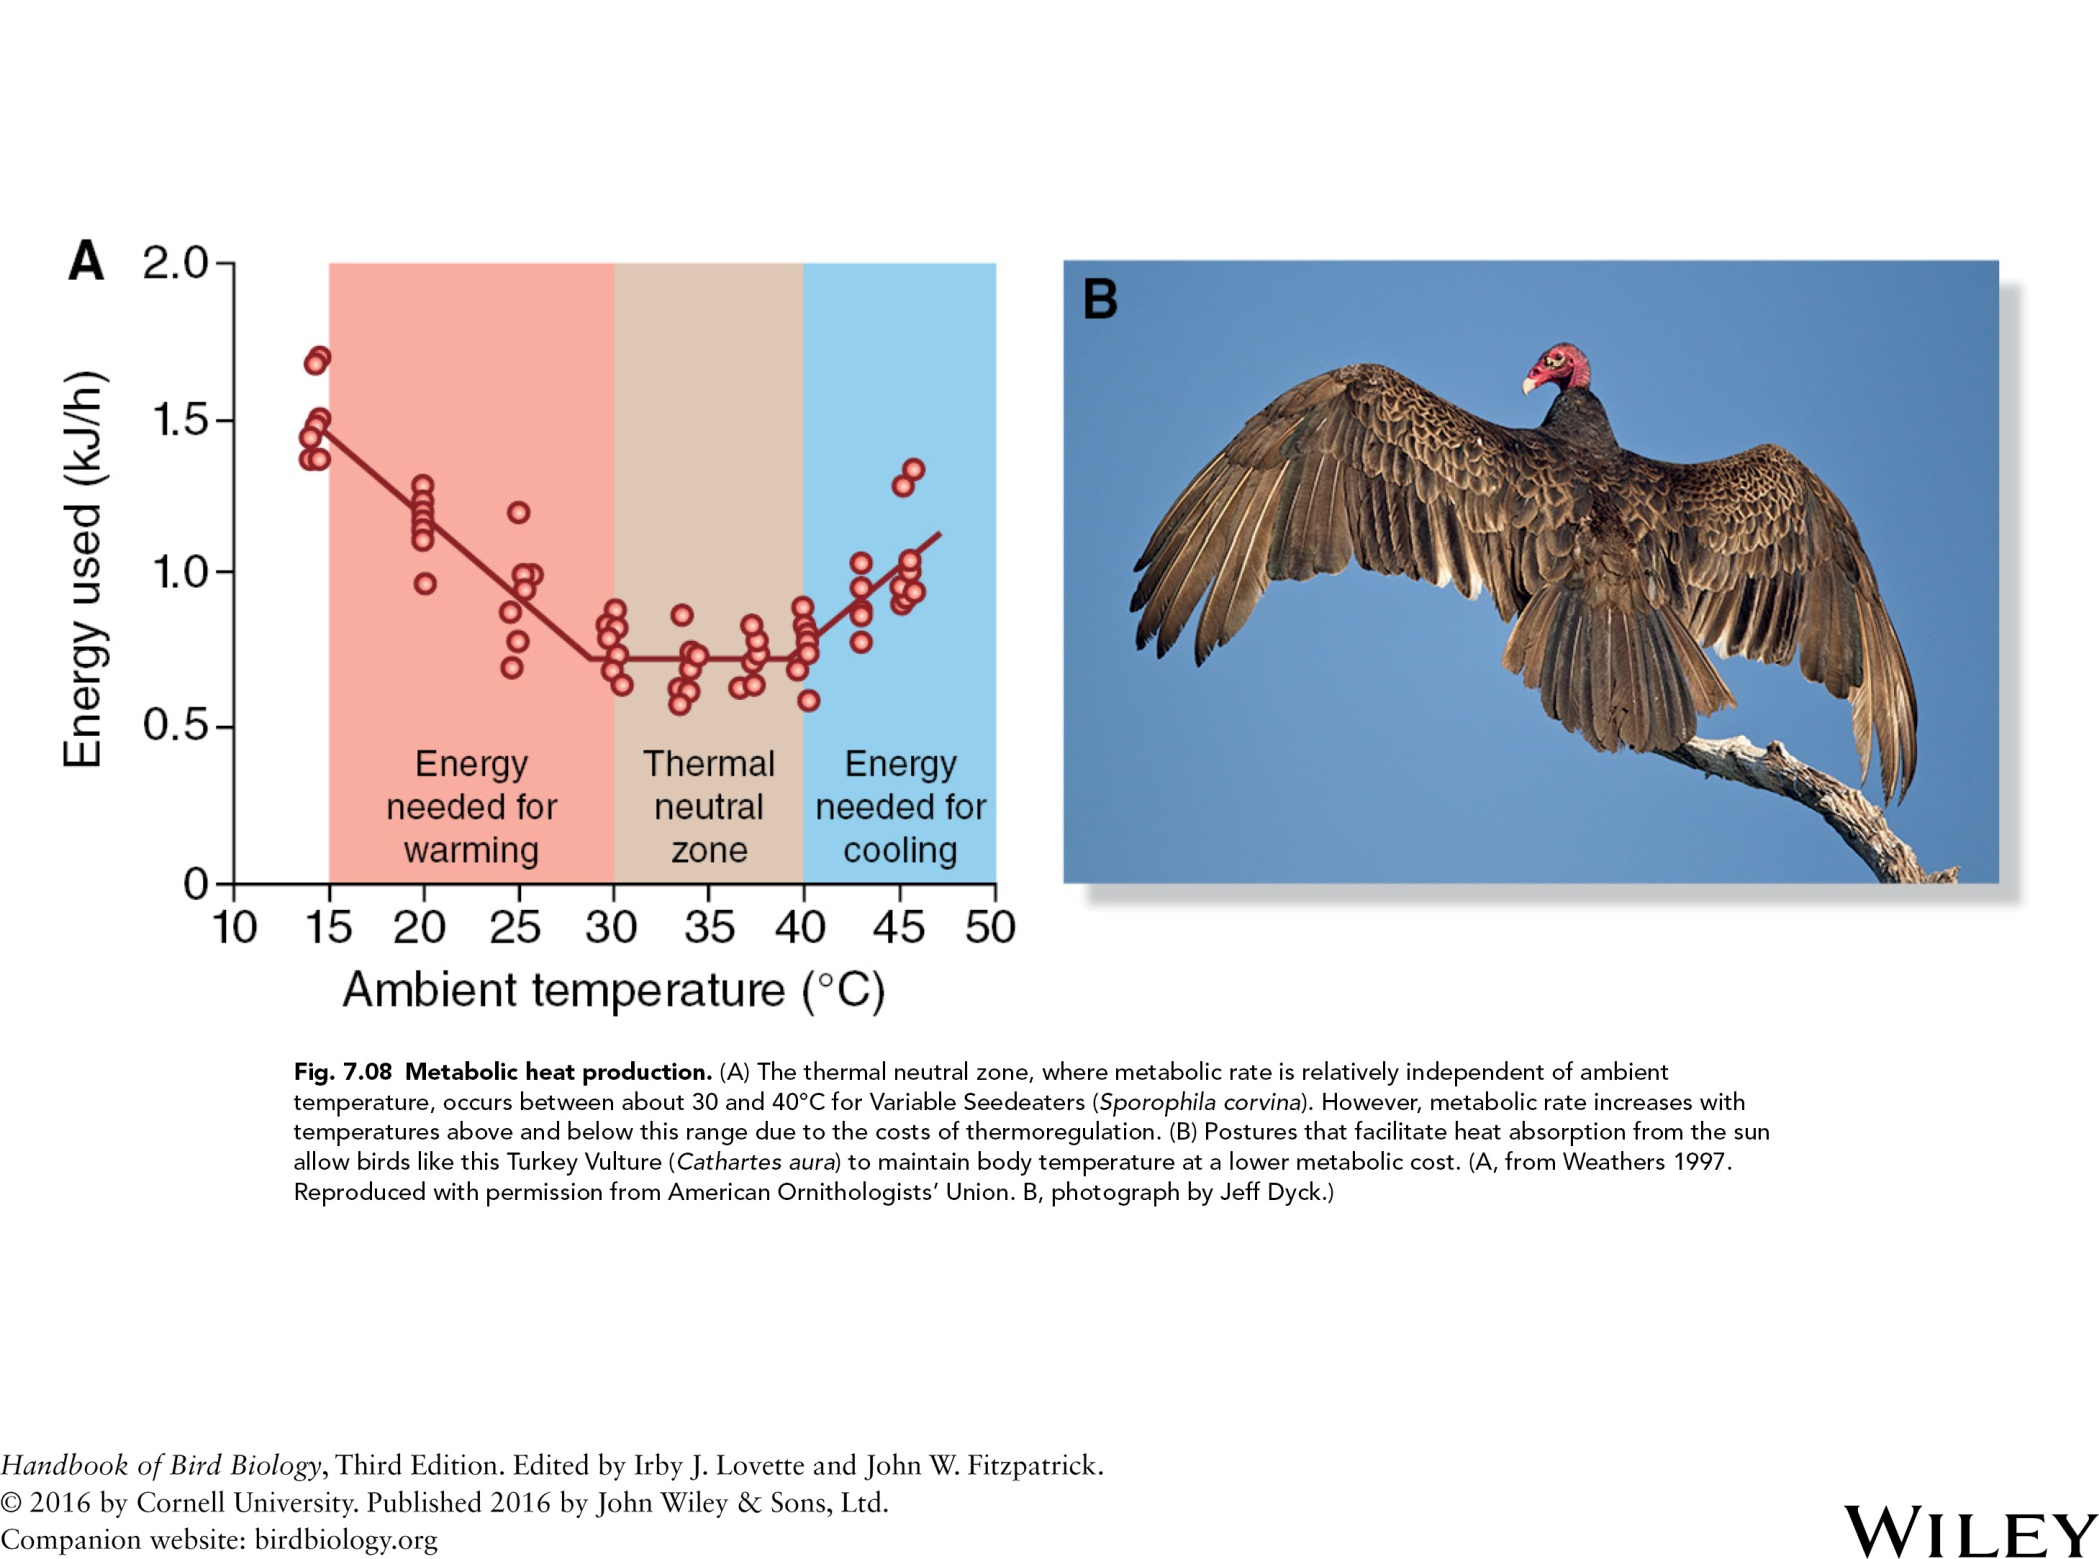 A
2.0
1.5
1.0
0.5
0
Energy used (kJ/h)
Energy
needed for
warming
Thermal
neutral
zone
Energy
needed for
cooling
10 15 20 25 30 35 40 45 50
Ambient temperature (°C)
B
Fig. 7.08 Metabolic heat production. (A) The thermal neutral zone, where metabolic rate is relatively independent of ambient
temperature, occurs between about 30 and 40°C for Variable Seedeaters (Sporophila corvina). However, metabolic rate increases with
temperatures above and below this range due to the costs of thermoregulation. (B) Postures that facilitate heat absorption from the sun
allow birds like this Turkey Vulture (Cathartes aura) to maintain body temperature at a lower metabolic cost. (A, from Weathers 1997.
Reproduced with permission from American Ornithologists' Union. B, photograph by Jeff Dyck.)
Handbook of Bird Biology, Third Edition. Edited by Irby J. Lovette and John W. Fitzpatrick.
© 2016 by Cornell University. Published 2016 by John Wiley & Sons, Ltd.
Companion website: birdbiology.org
WILEY